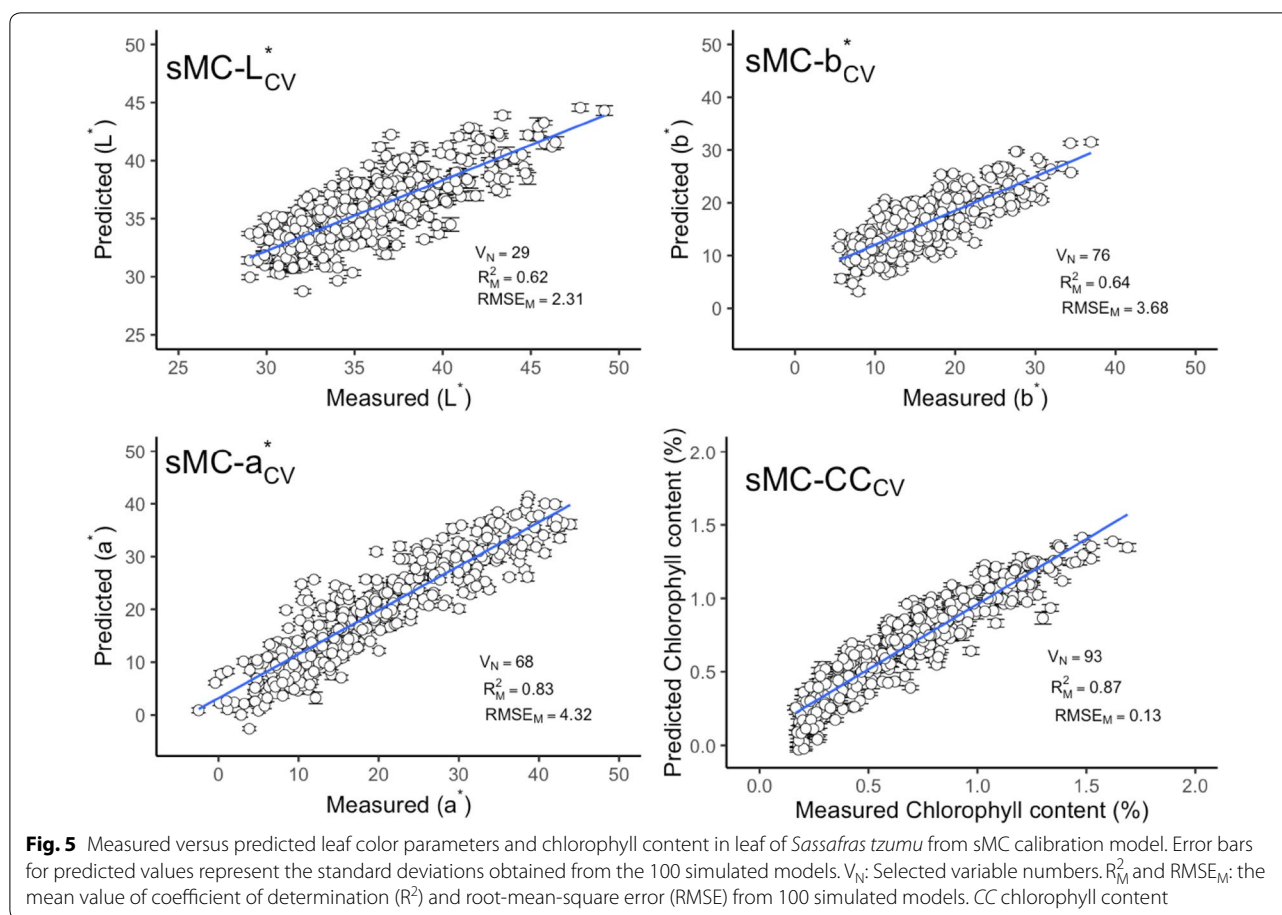 sMC-L*CV
50
45
40
35
30
25
Predicted (L*)
VN = 29
R²M = 0.62
RMSEM = 2.31
25 30 35 40 45 50
Measured (L*)
sMC-b*CV
50
40
30
20
10
0
Predicted (b*)
VN = 76
R²M = 0.64
RMSEM = 3.68
0 10 20 30 40 50
Measured (b*)
sMC-a*CV
50
40
30
20
10
0
Predicted (a*)
VN = 68
R²M = 0.83
RMSEM = 4.32
0 10 20 30 40 50
Measured (a*)
sMC-CCCV
2.0
1.5
1.0
0.5
0.0
Predicted Chlorophyll content (%)
VN = 93
R²M = 0.87
RMSEM = 0.13
0.0 0.5 1.0 1.5 2.0
Measured Chlorophyll content (%)
Fig. 5 Measured versus predicted leaf color parameters and chlorophyll content in leaf of Sassafras tzumu from sMC calibration model. Error bars
for predicted values represent the standard deviations obtained from the 100 simulated models. VN: Selected variable numbers. R²M and RMSEM: the
mean value of coefficient of determination (R²) and root-mean-square error (RMSE) from 100 simulated models. CC chlorophyll content